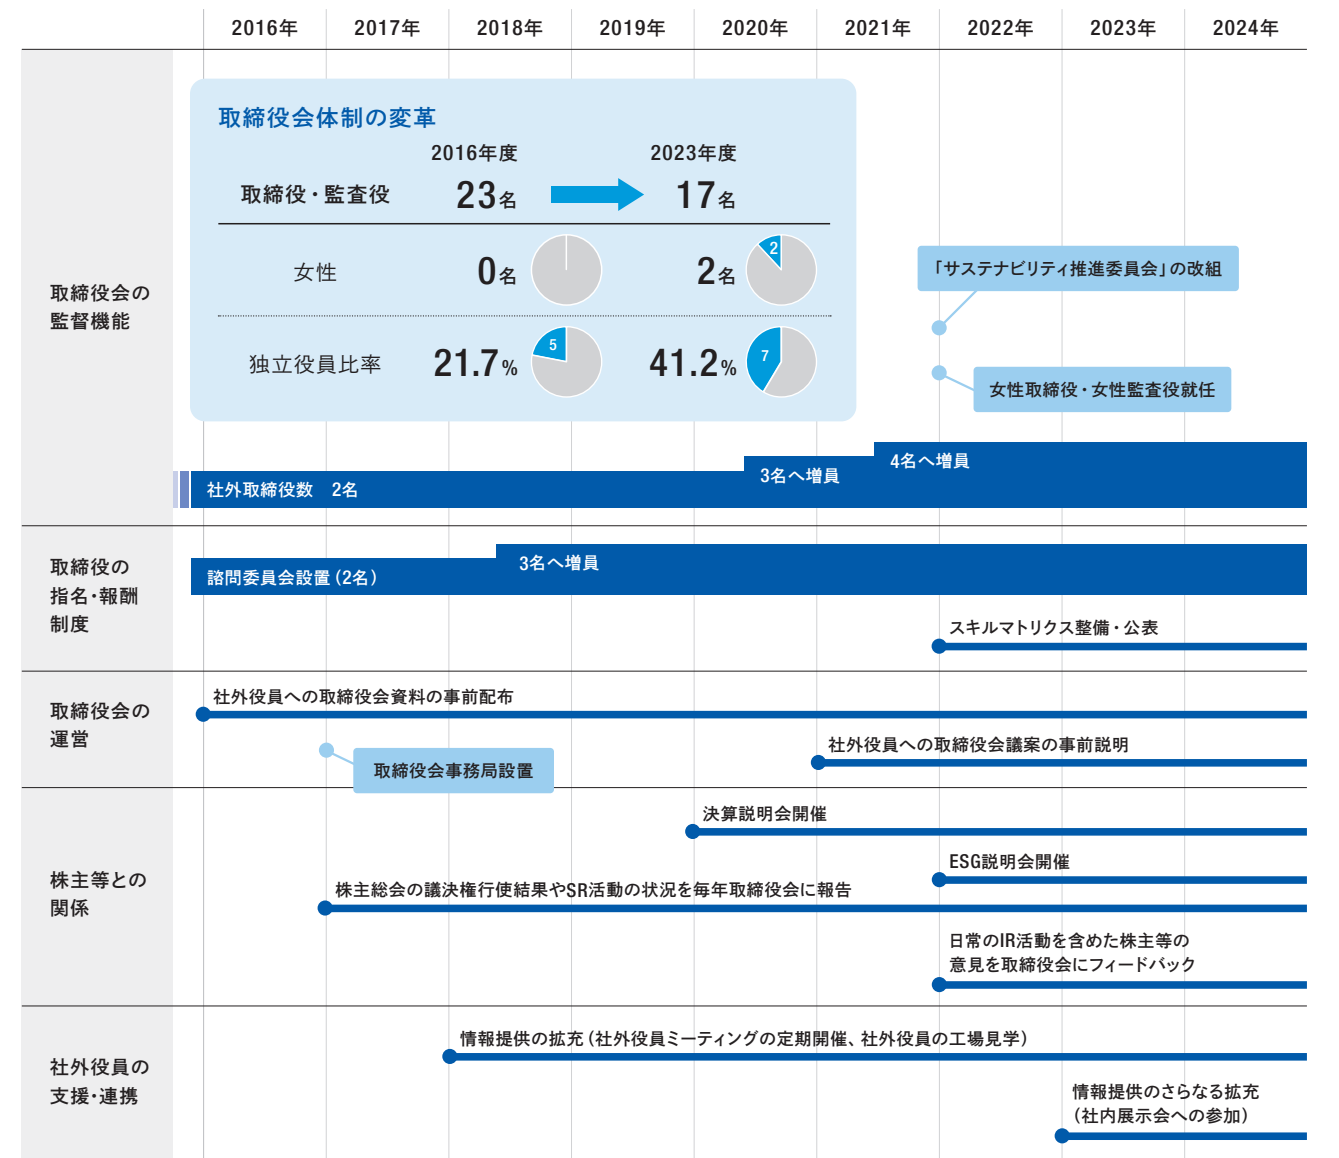 2016年 2017年 2018年 2019年 2020年 2021年 2022年 2023年 2024年
取締役会の
監督機能
取締役会体制の変革
2016年度 2023年度
取締役・監査役 23名 17名
女性 0名 2名 2
独立役員比率 21.7% 5 41.2% 7
「サステナビリティ推進委員会」の改組
女性取締役・女性監査役就任
社外取締役数 2名
3名へ増員
4名へ増員
取締役の
指名・報酬
制度
諮問委員会設置（2名）
3名へ増員
スキルマトリクス整備・公表
取締役会の
運営
社外役員への取締役会資料の事前配布
取締役会事務局設置
社外役員への取締役会議案の事前説明
株主等との
関係
決算説明会開催
ESG説明会開催
株主総会の議決権行使結果やSR活動の状況を毎年取締役会に報告
日常のIR活動を含めた株主等の
意見を取締役会にフィードバック
社外役員の
支援・連携
情報提供の拡充（社外役員ミーティングの定期開催、社外役員の工場見学）
情報提供のさらなる拡充
（社内展示会への参加）